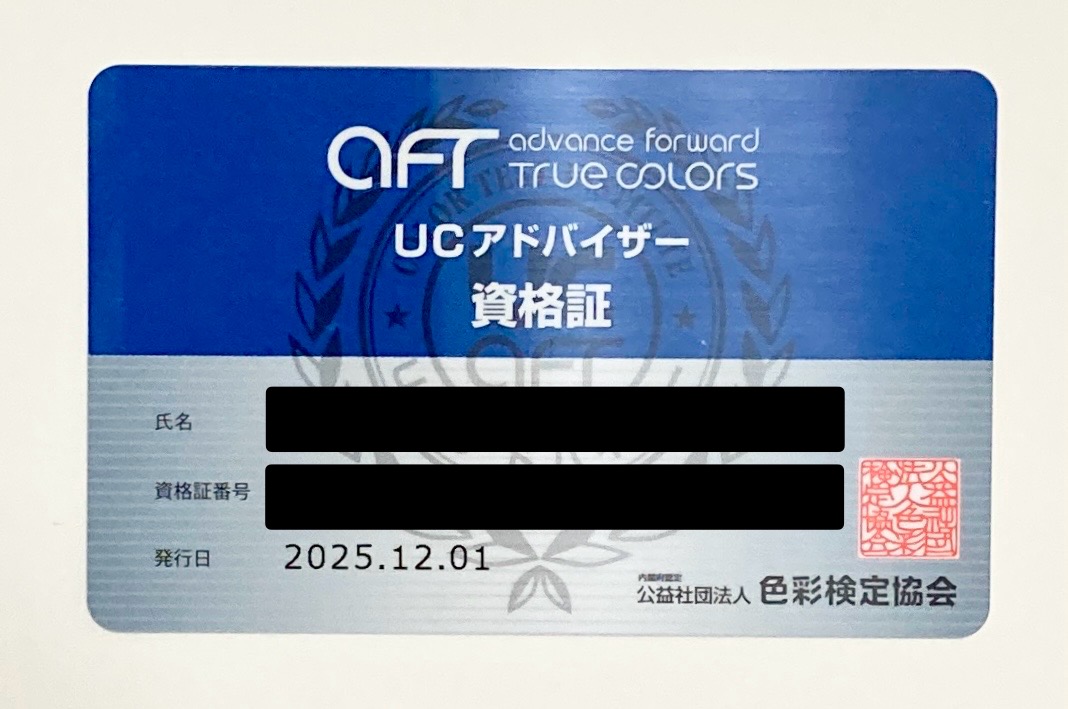 aFT advance forward
True colors
UCアドバイザー
資格証
氏名
資格証番号
発行日 2025.12.01
内閣府認定
公益社団法人 色彩検定協会